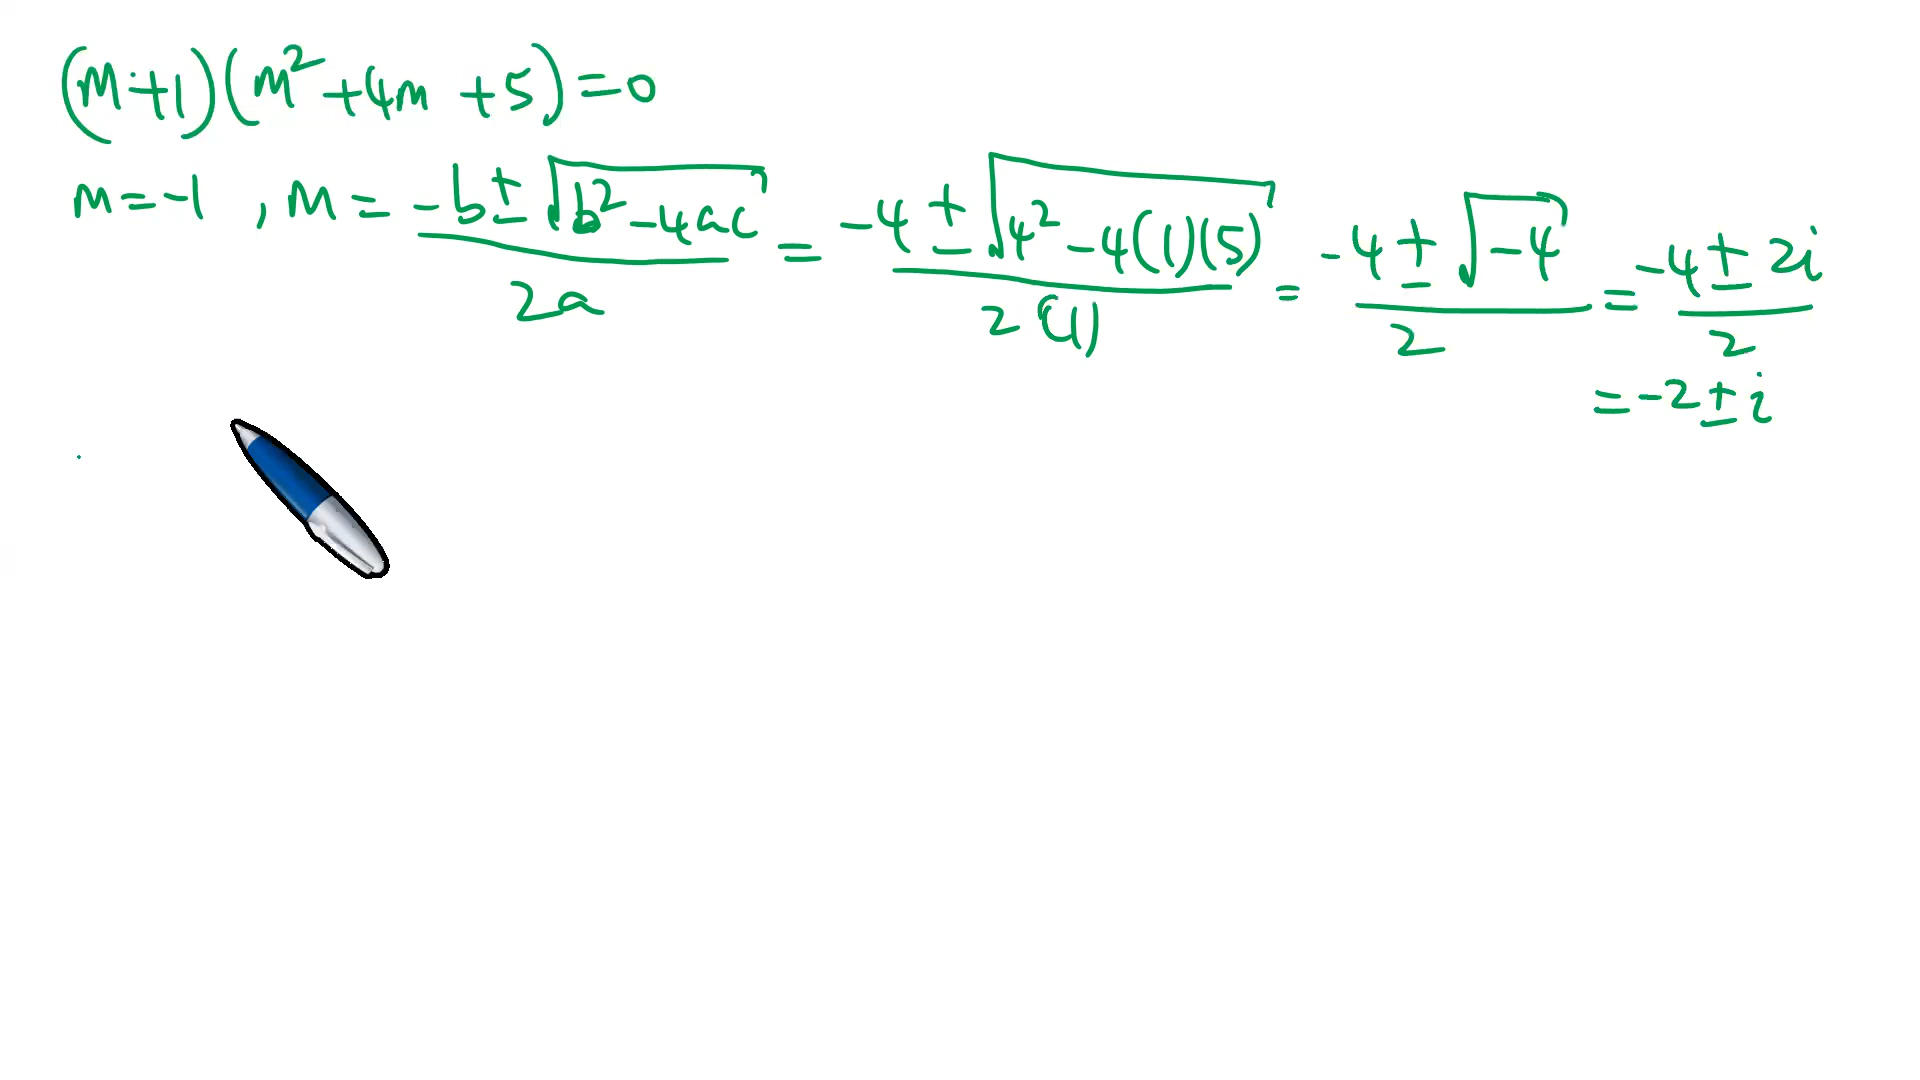 (m+1)(m²+4m+5)=0
m=-1, m = (-b±√(b²-4ac))/(2a) = (-4±√(4²-4(1)(5)))/(2(1)) = (-4±√(-4))/2 = (-4±2i)/2
=-2±i